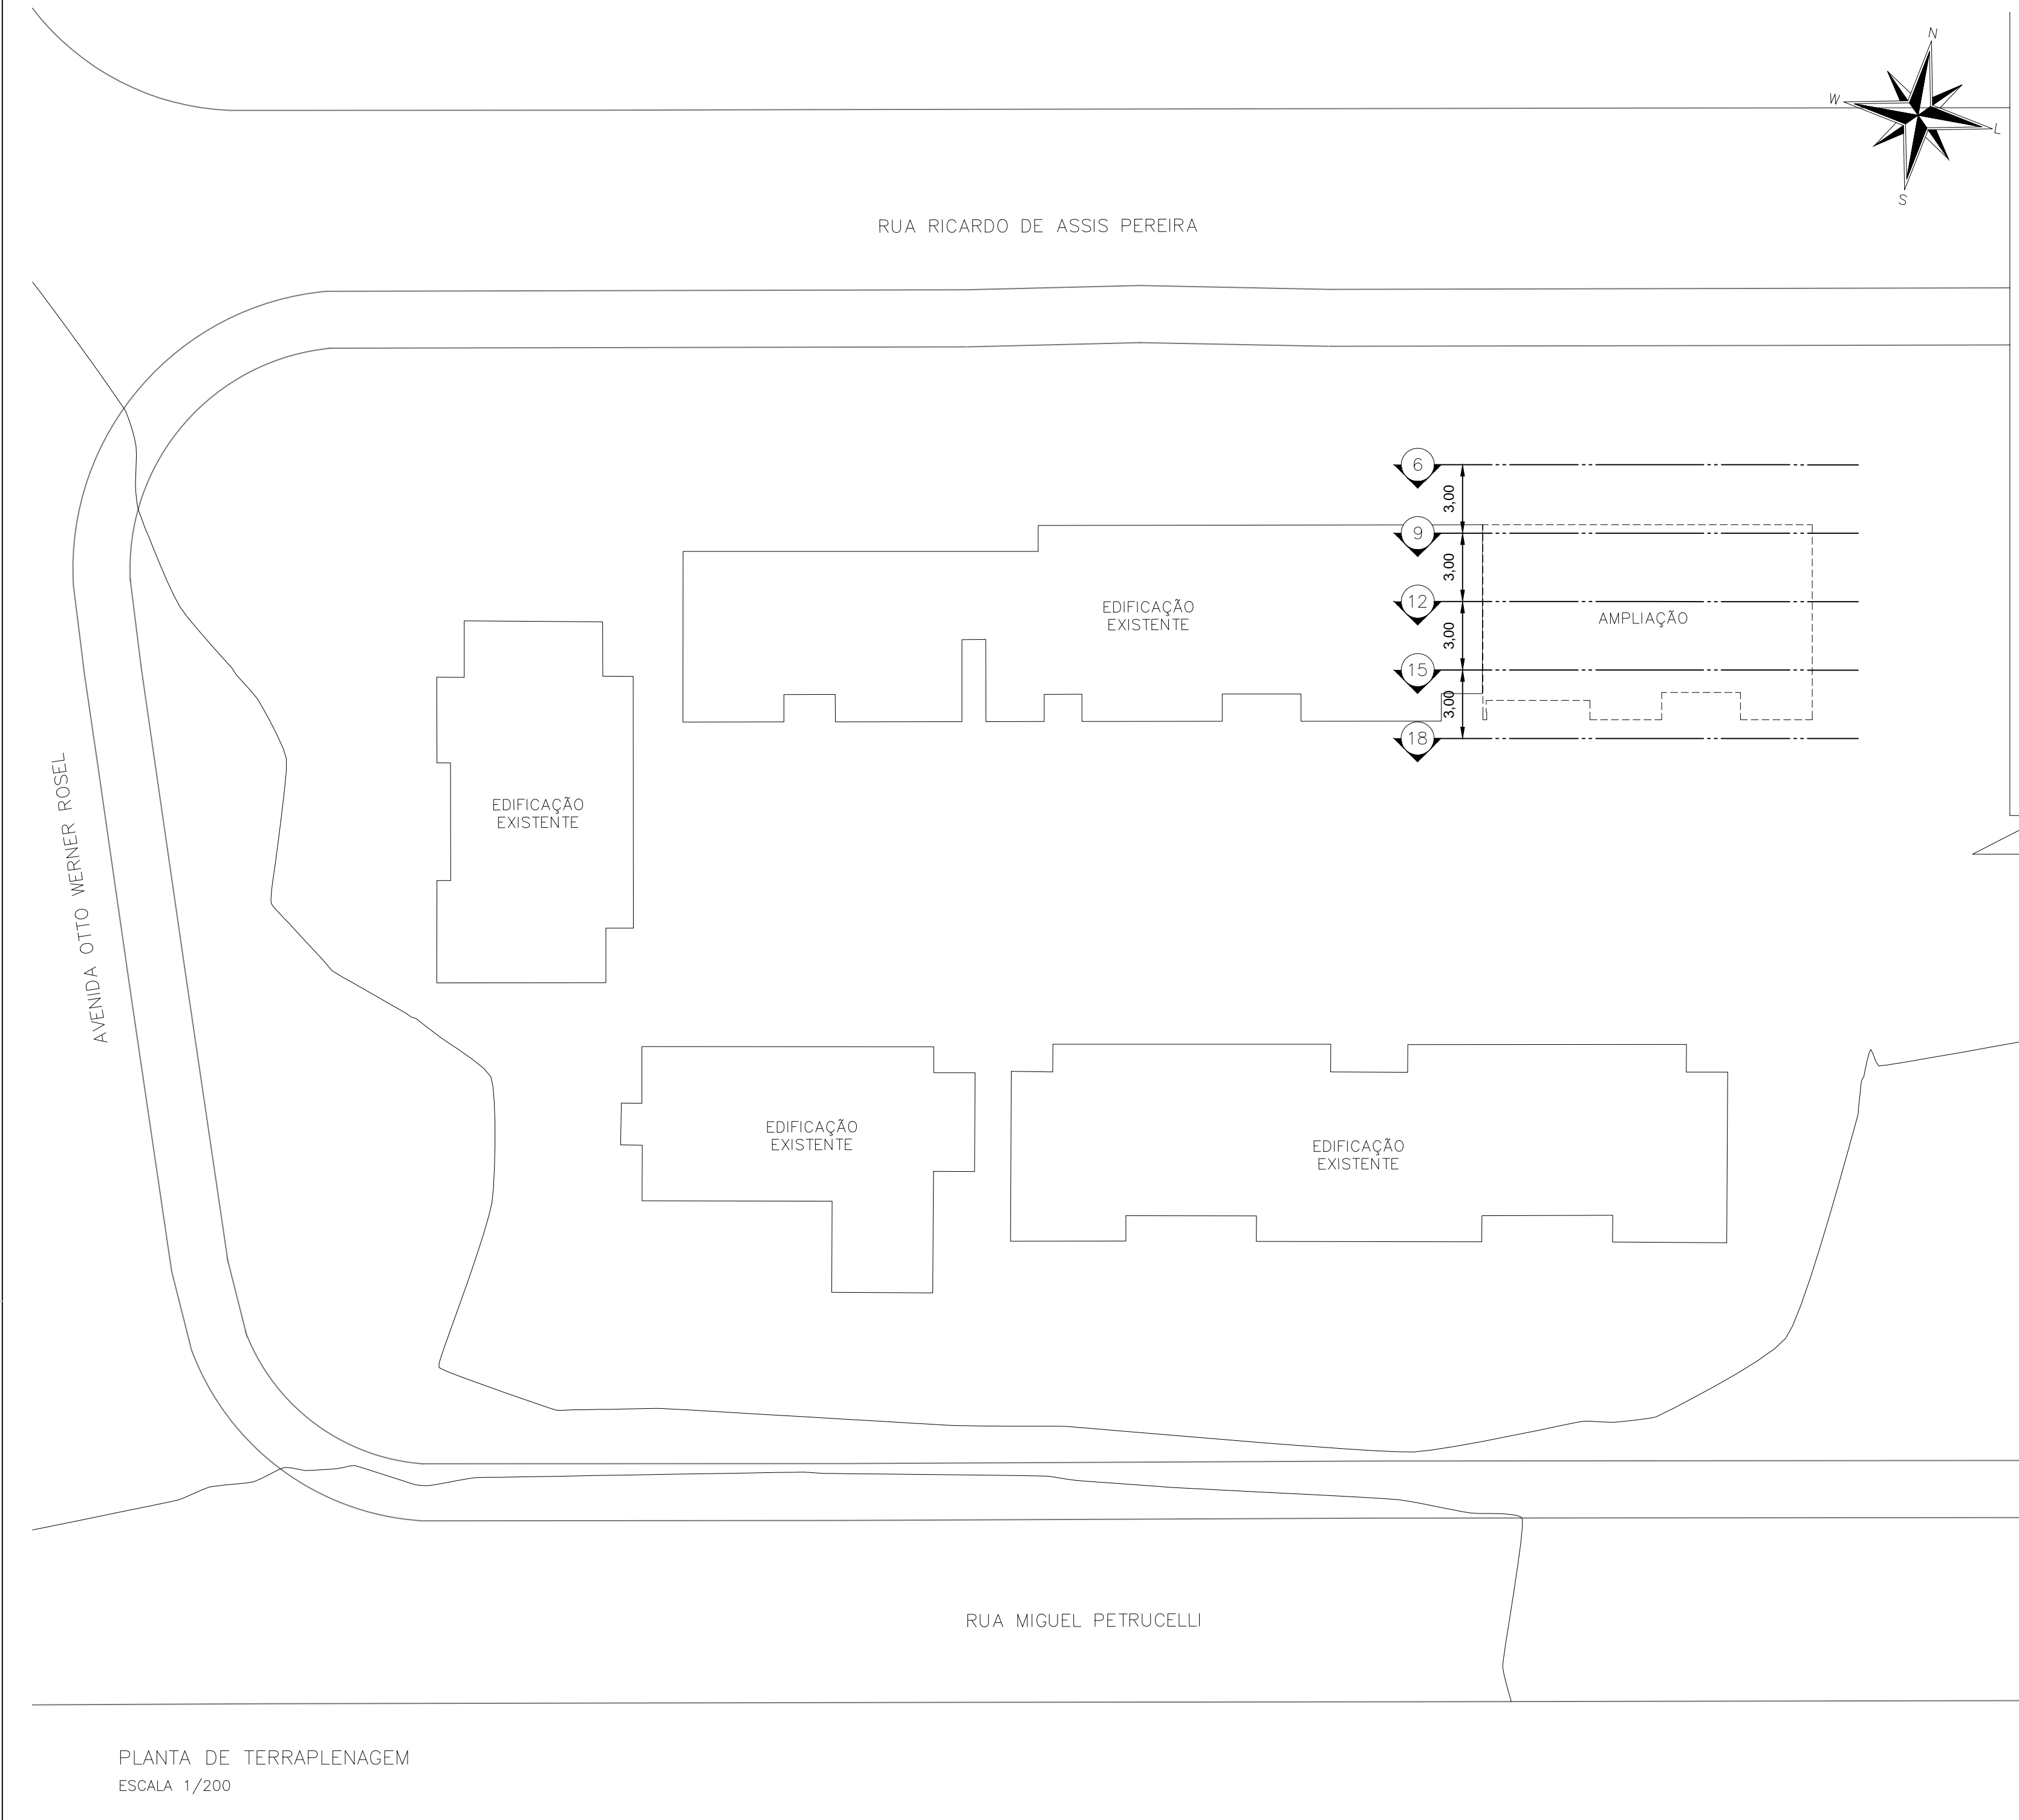 N
W
L
S
RUA RICARDO DE ASSIS PEREIRA
6
3,00
9
3,00
12
3,00
15
3,00
18
EDIFICAÇÃO
EXISTENTE
AMPLIAÇÃO
EDIFICAÇÃO
EXISTENTE
AVENIDA OTTO WERNER ROSEL
EDIFICAÇÃO
EXISTENTE
EDIFICAÇÃO
EXISTENTE
RUA MIGUEL PETRUCELLI
PLANTA DE TERRAPLENAGEM
ESCALA 1/200